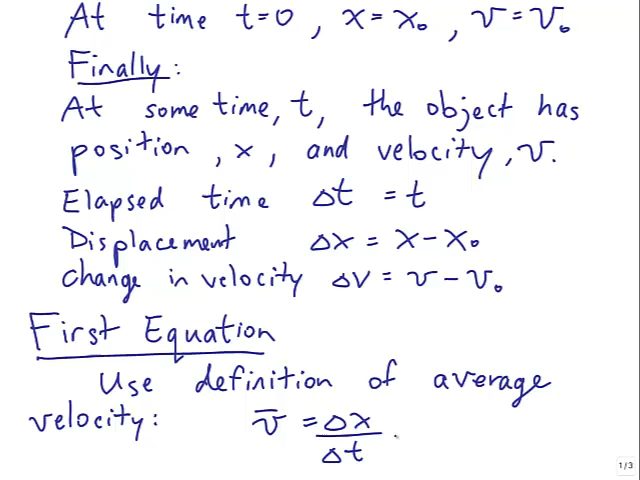 At time t=0, x=x₀, v=v₀
Finally:
At some time, t, the object has
position, x, and velocity, v.
Elapsed time Δt = t
Displacement Δx = x - x₀
Change in velocity Δv = v - v₀
First Equation
Use definition of average
velocity: v̄ = Δx/Δt
1/3